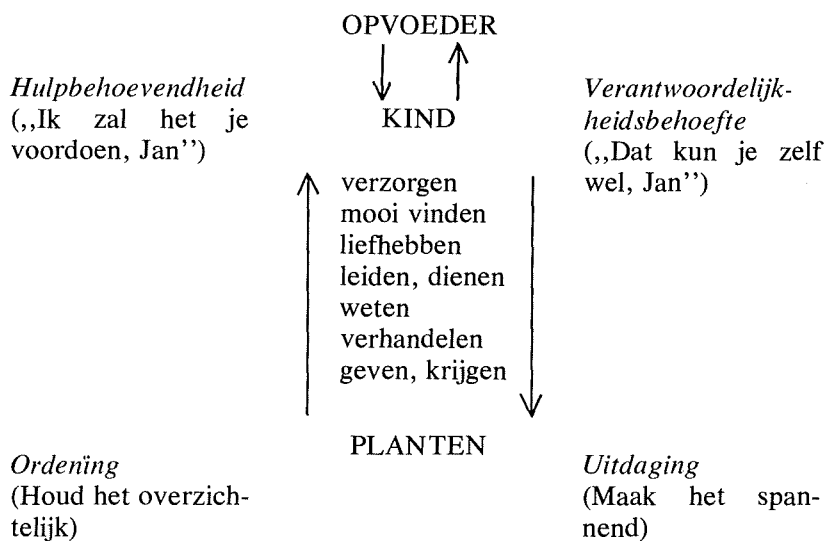 OPVOEDER
Hulpbehoevendheid
(,,Ik zal het je
voordoen, Jan'')
KIND
Verantwoordelijk-
heidsbehoefte
(,,Dat kun je zelf
wel, Jan'')
verzorgen
mooi vinden
liefhebben
leiden, dienen
weten
verhandelen
geven, krijgen
PLANTEN
Ordening
(Houd het overzich-
telijk)
Uitdaging
(Maak het span-
nend)